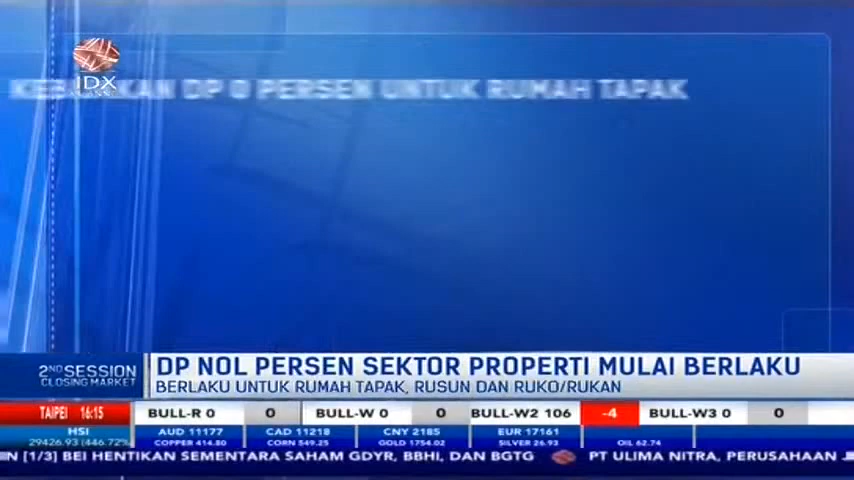 IDX
DP 0 PERSEN UNTUK RUMAH TAPAK
DP NOL PERSEN SEKTOR PROPERTI MULAI BERLAKU
2ND SESSION
CLOSING MARKET
BERLAKU UNTUK RUMAH TAPAK, RUSUN DAN RUKO/RUKAN
TAIPEI 16:15
BULL-R 0 0 BULL-W 0 0 BULL-W2 106 -4 BULL-W3 0 0
HSI
29426.93 (446.72%)
AUD 11177 CAD 11218 CNY 2185 EUR 17161
COPPER 414.80 CORN 549.25 GOLD 1754.02 SILVER 26.93 OIL 62.74
N [1/3] BEI HENTIKAN SEMENTARA SAHAM GDYR, BBHI, DAN BGTG PT ULIMA NITRA, PERUSAHAAN